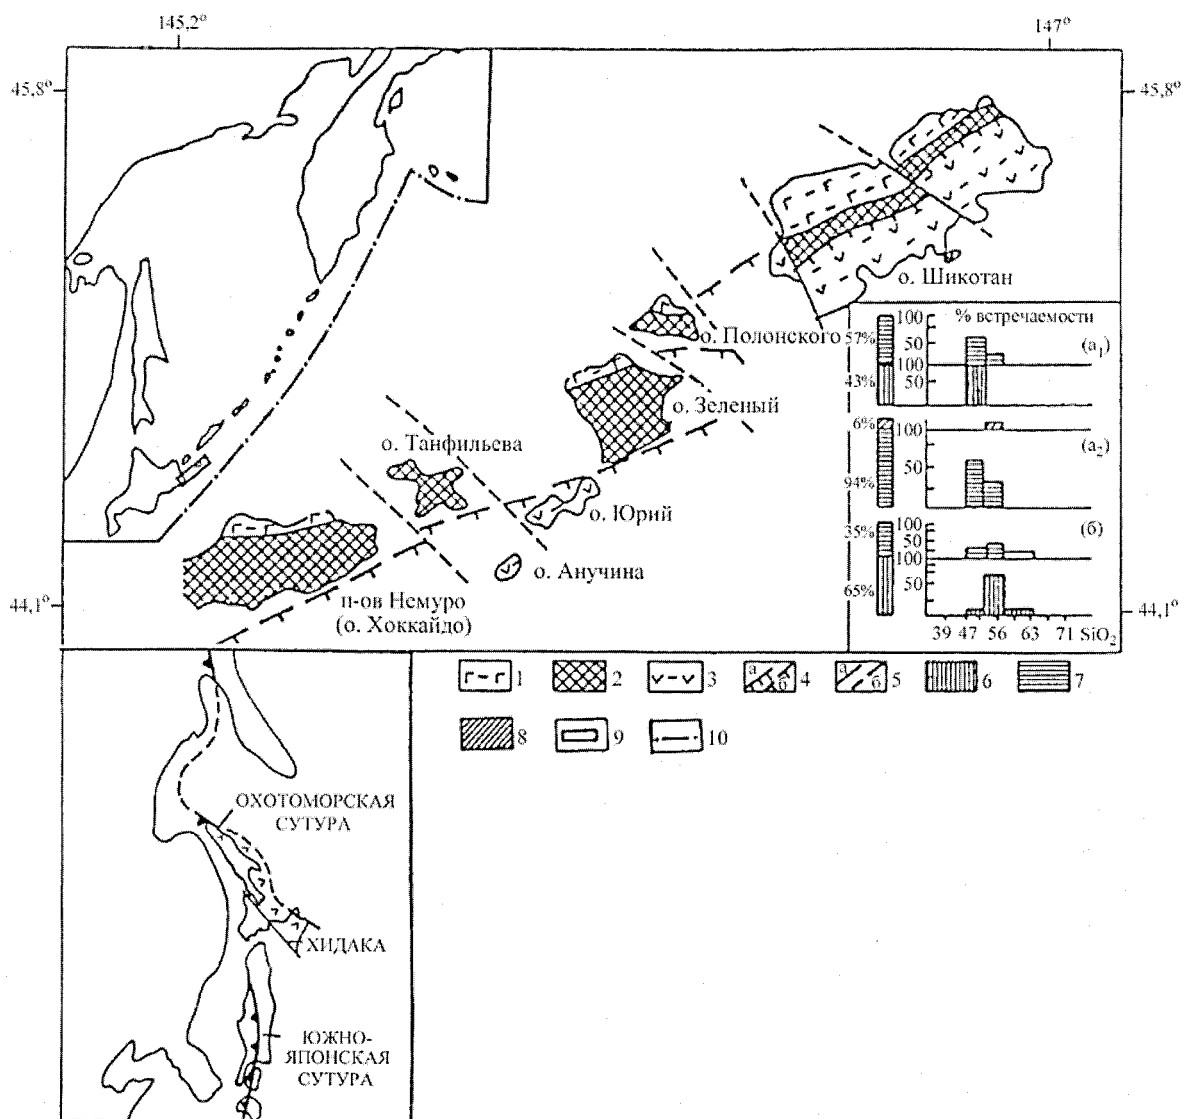 145,2° 147°
45,8° 45,8°
о. Шикотан
о. Полонского
о. Зеленый
о. Танфильева
о. Юрий
о. Анучина
п-ов Немуро
(о. Хоккайдо)
44,1° 44,1°
% встречаемости
57% 100 50 (а₁)
43% 100 50
6% 100 (а₂)
94% 50
35% 100 50 (б)
65% 100 50
39 47 56 63 71 SiO₂
1 2 3 а б 4 а б 5 6 7
8 9 10
ОХОТОМОРСКАЯ
СУТУРА
ХИДАКА
ЮЖНО-
ЯПОНСКАЯ
СУТУРА